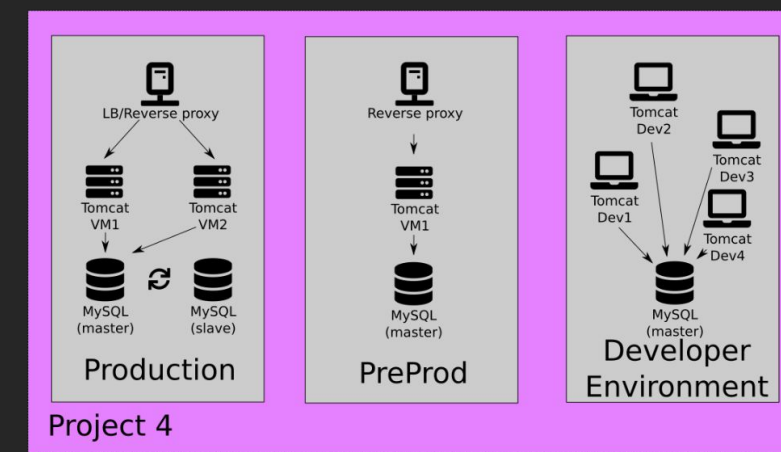 LB/Reverse proxy
Tomcat
VM1
Tomcat
VM2
MySQL
(master)
MySQL
(slave)
Production
Reverse proxy
Tomcat
VM1
MySQL
(master)
PreProd
Tomcat
Dev2
Tomcat
Dev3
Tomcat
Dev1
Tomcat
Dev4
MySQL
(master)
Developer
Environment
Project 4